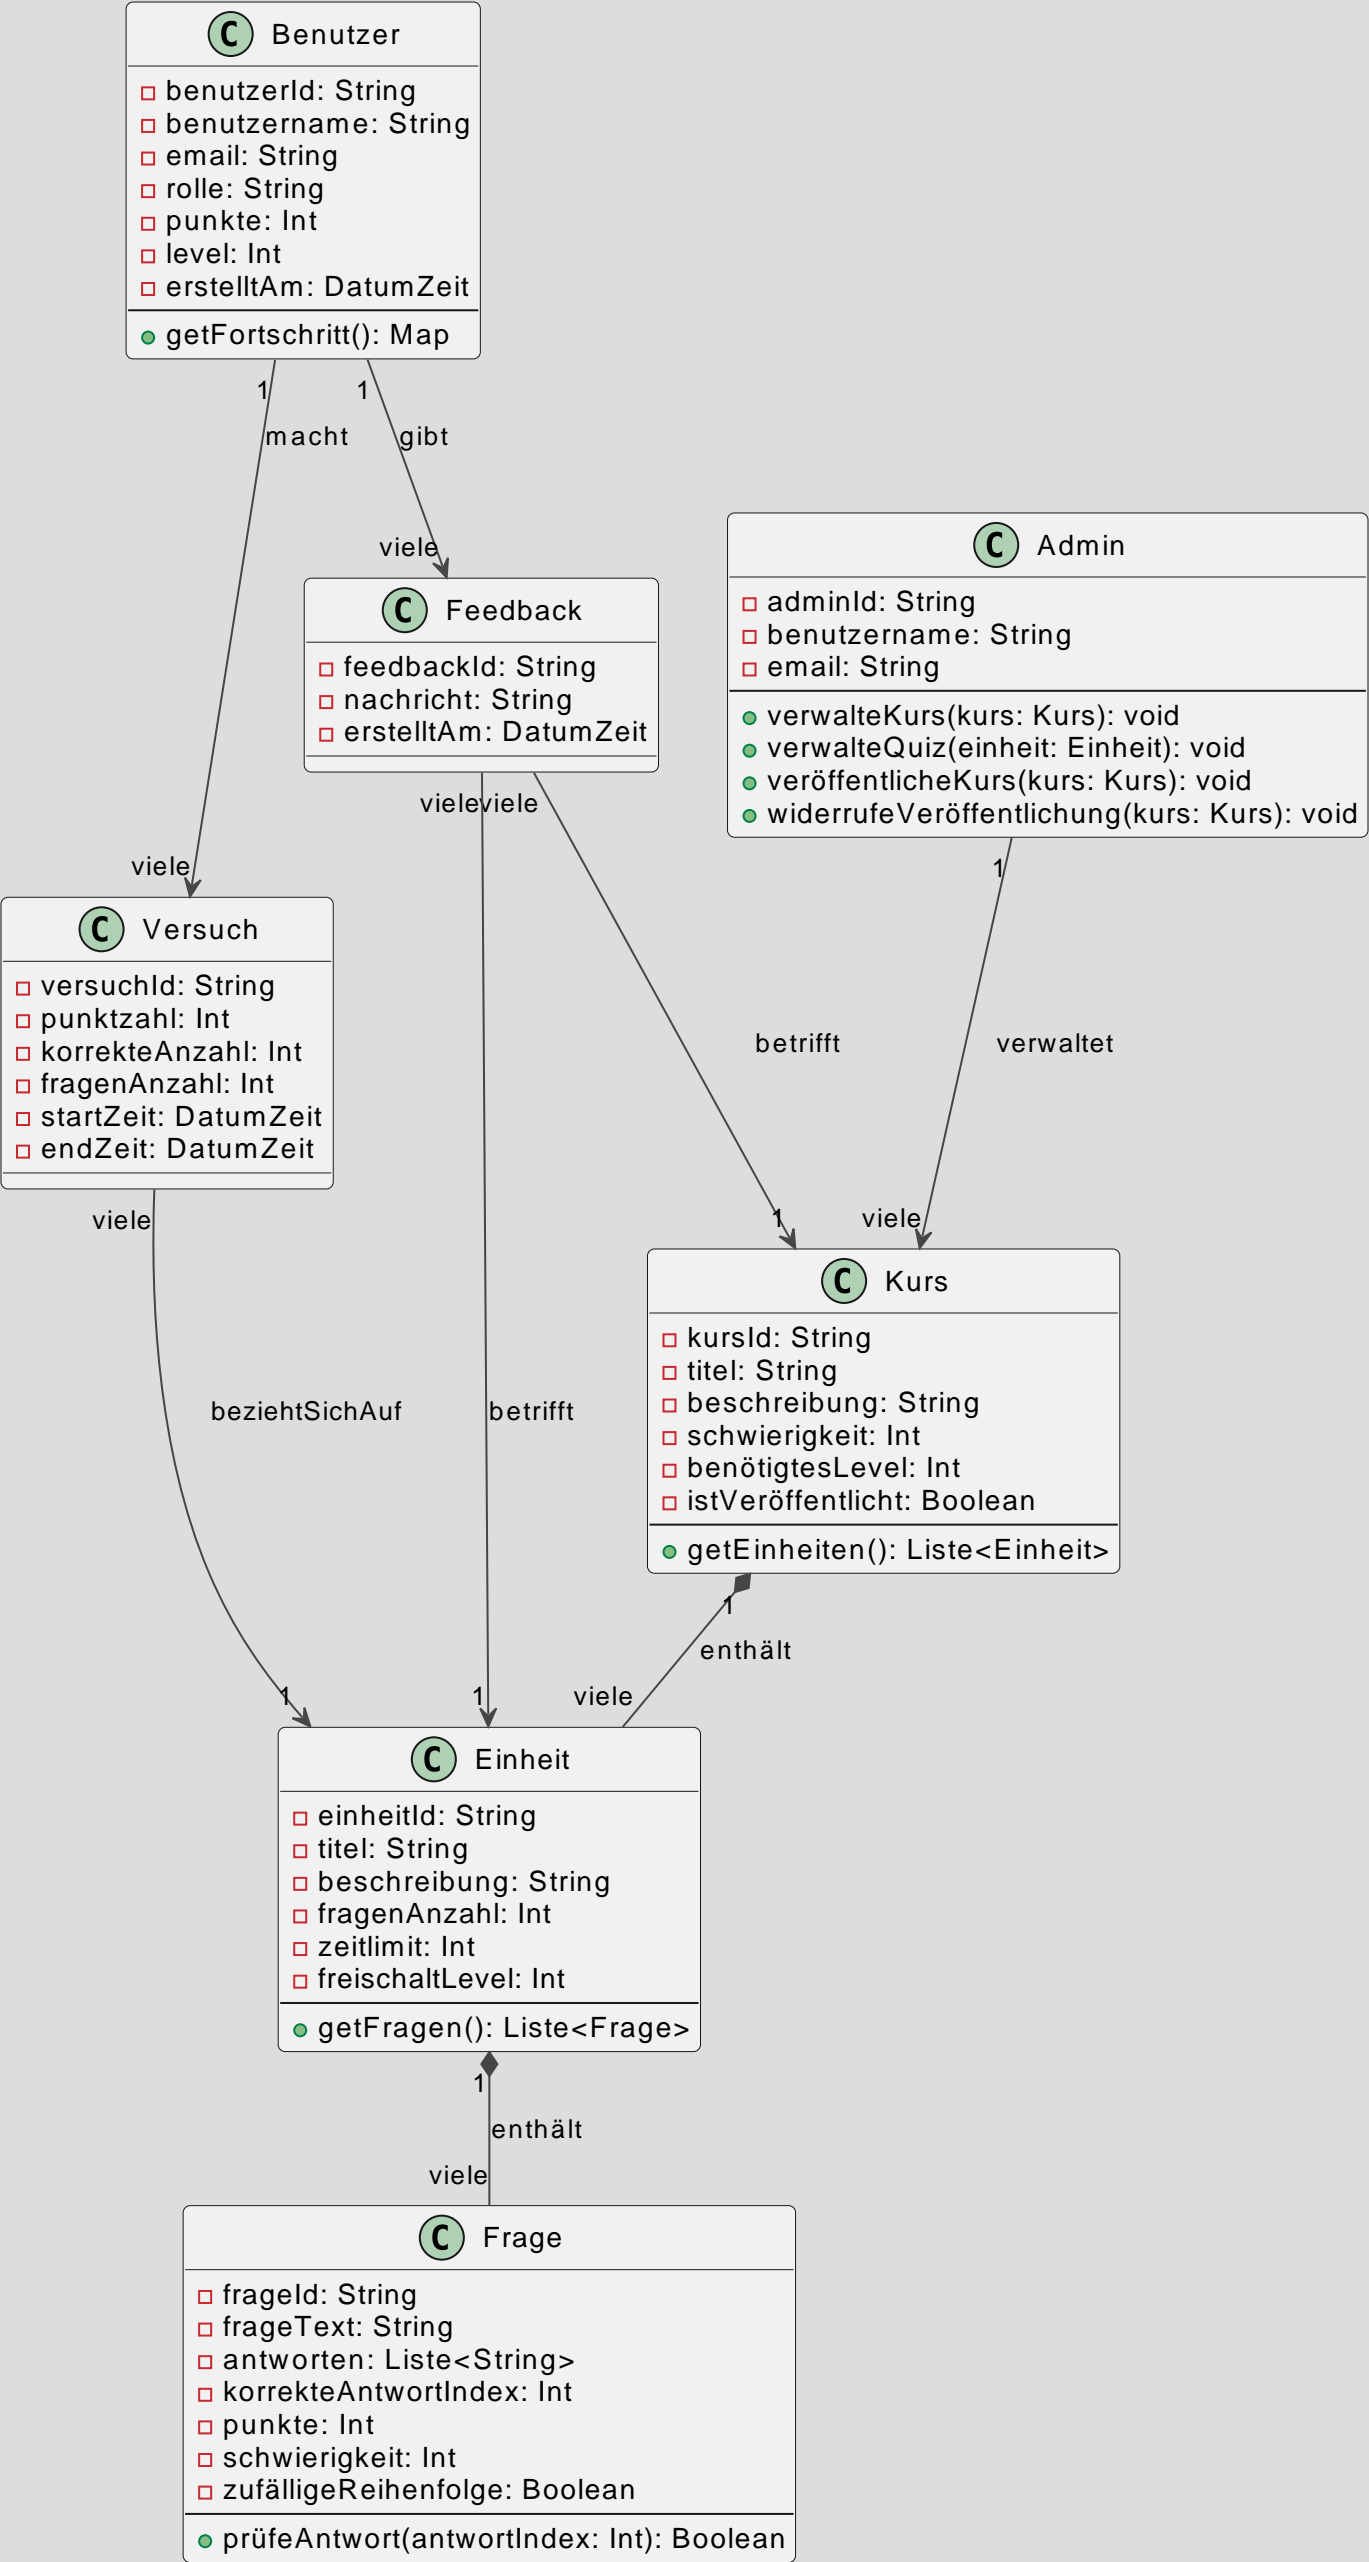 C Benutzer
benutzerId: String
benutzername: String
email: String
rolle: String
punkte: Int
level: Int
erstelltAm: DatumZeit
getFortschritt(): Map
1
1
macht
gibt
viele
C Feedback
feedbackId: String
nachricht: String
erstelltAm: DatumZeit
C Admin
adminId: String
benutzername: String
email: String
verwalteKurs(kurs: Kurs): void
verwalteQuiz(einheit: Einheit): void
veröffentlicheKurs(kurs: Kurs): void
widerrufeVeröffentlichung(kurs: Kurs): void
viele
viele
viele
1
C Versuch
versuchId: String
punktzahl: Int
korrekteAnzahl: Int
fragenAnzahl: Int
startZeit: DatumZeit
endZeit: DatumZeit
betrifft
verwaltet
viele
1
viele
C Kurs
kursId: String
titel: String
beschreibung: String
schwierigkeit: Int
benötigtesLevel: Int
istVeröffentlicht: Boolean
getEinheiten(): Liste<Einheit>
beziehtSichAuf
betrifft
1
enthält
1
1
viele
C Einheit
einheitId: String
titel: String
beschreibung: String
fragenAnzahl: Int
zeitlimit: Int
freischaltLevel: Int
getFragen(): Liste<Frage>
1
enthält
viele
C Frage
frageId: String
frageText: String
antworten: Liste<String>
korrekteAntwortIndex: Int
punkte: Int
schwierigkeit: Int
zufälligeReihenfolge: Boolean
prüfeAntwort(antwortIndex: Int): Boolean